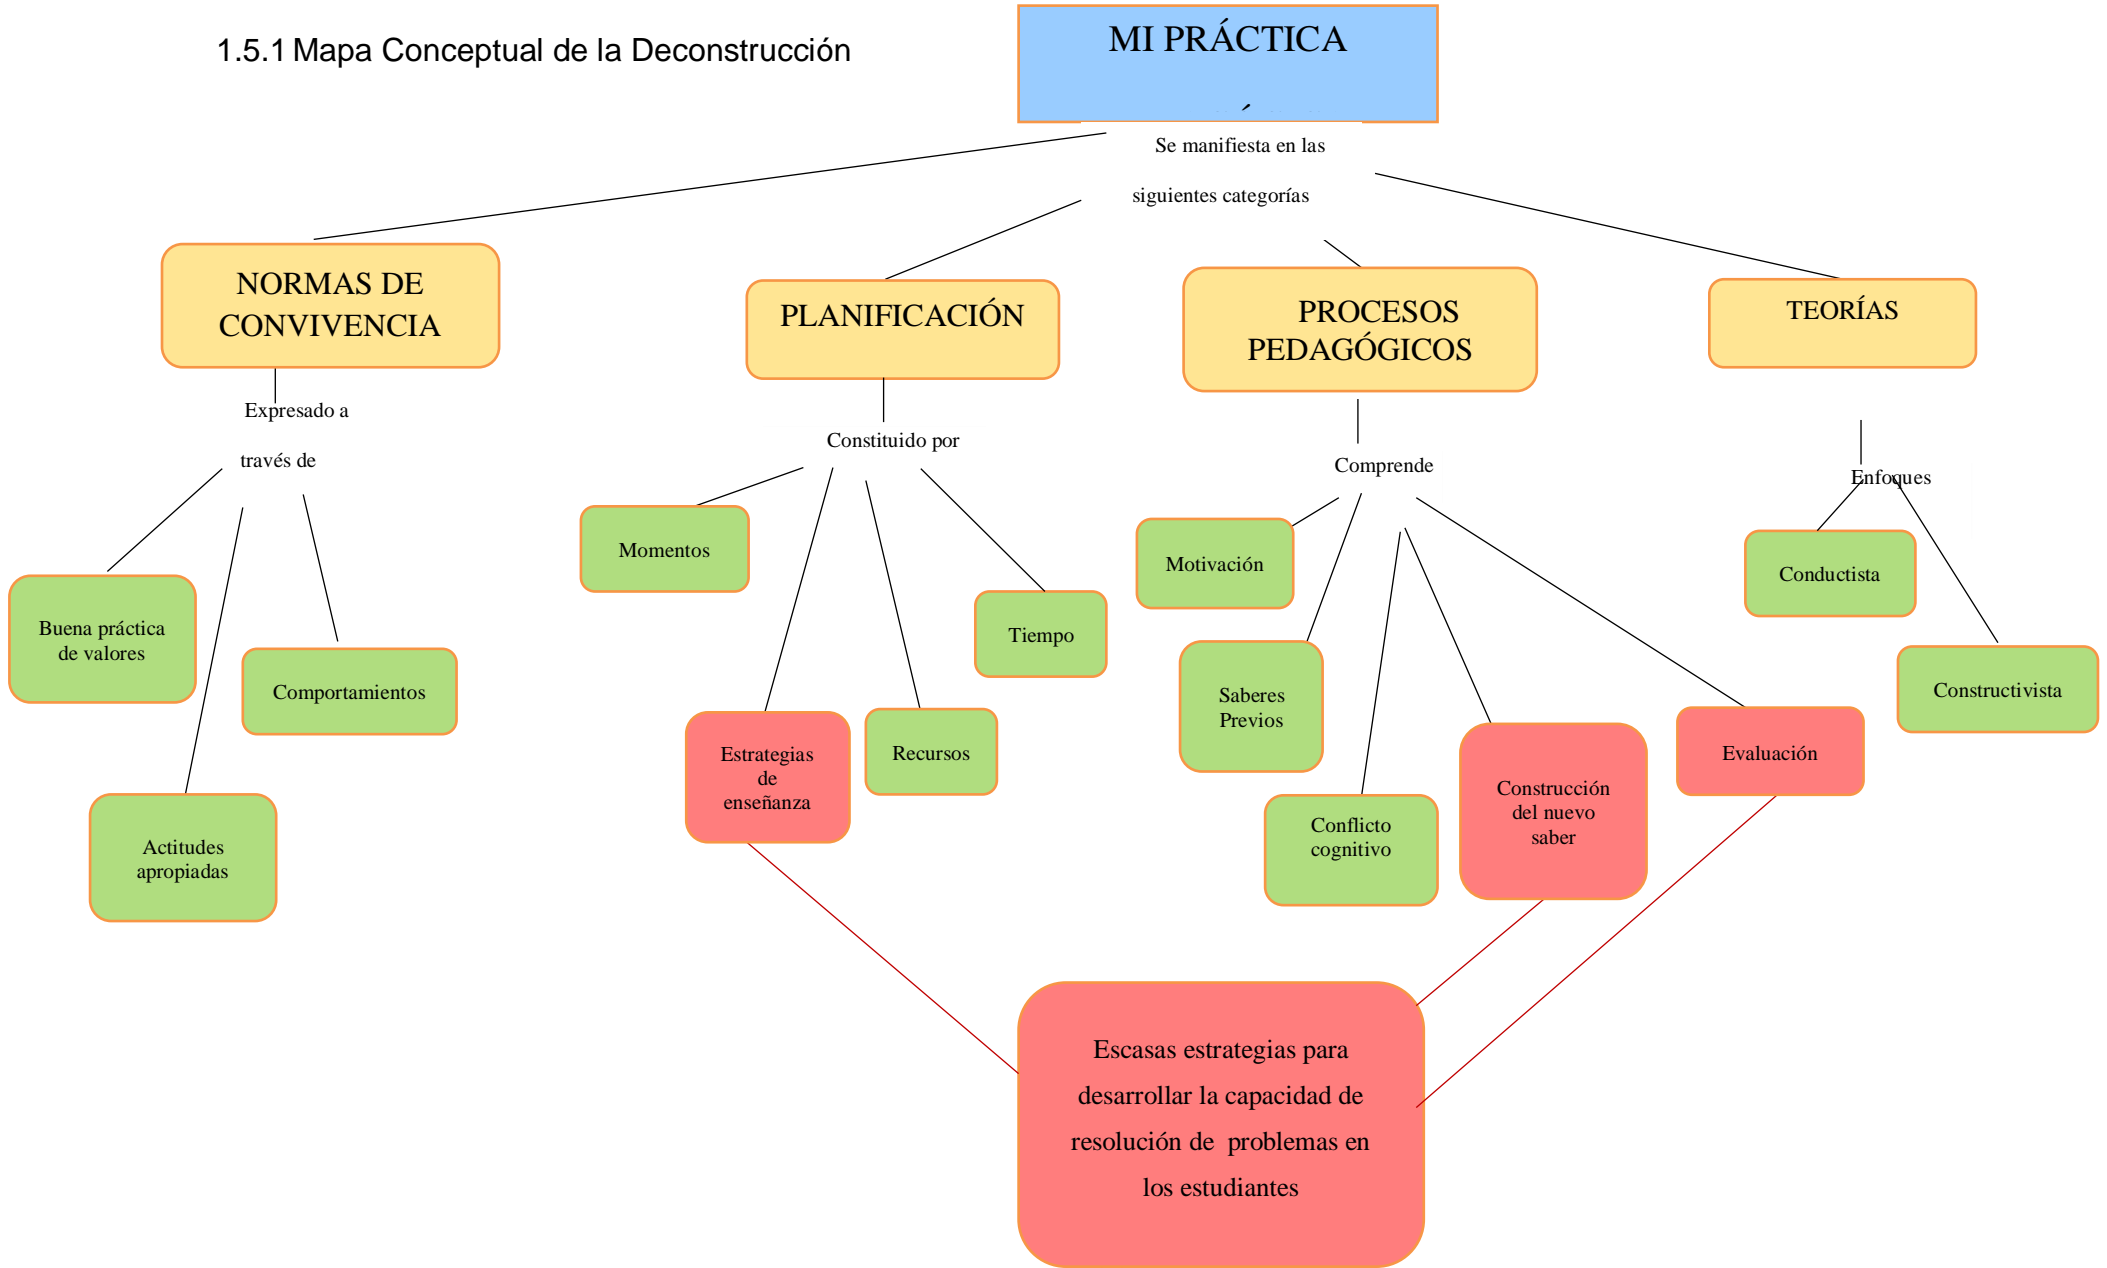 1.5.1 Mapa Conceptual de la Deconstrucción
MI PRÁCTICA
Se manifiesta en las
siguientes categorías
NORMAS DE
CONVIVENCIA
PLANIFICACIÓN
PROCESOS
PEDAGÓGICOS
TEORÍAS
Expresado a
través de
Constituido por
Comprende
Enfoques
Buena práctica
de valores
Actitudes
apropiadas
Comportamientos
Momentos
Estrategias
de
enseñanza
Recursos
Tiempo
Motivación
Saberes
Previos
Conflicto
cognitivo
Construcción
del nuevo
saber
Evaluación
Conductista
Constructivista
Escasas estrategias para
desarrollar la capacidad de
resolución de  problemas en
los estudiantes